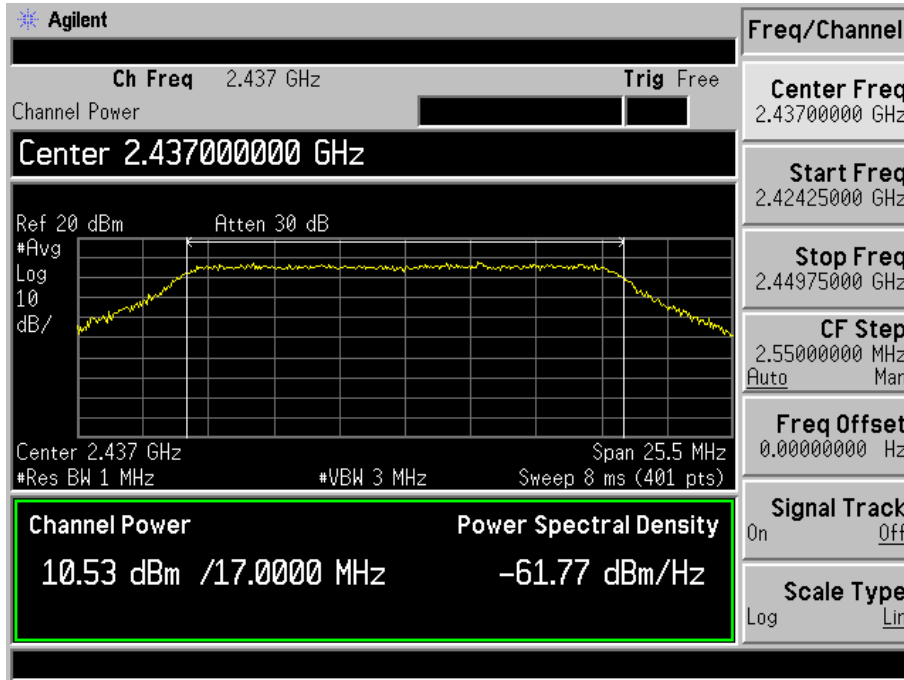 Agilent
Freq/Channel
Ch Freq 2.437 GHz Trig Free
Channel Power
Center 2.437000000 GHz
Ref 20 dBm Atten 30 dB
#Avg
Log
10
dB/
Center 2.437 GHz Span 25.5 MHz
#Res BW 1 MHz #VBW 3 MHz Sweep 8 ms (401 pts)
Channel Power Power Spectral Density
10.53 dBm /17.0000 MHz -61.77 dBm/Hz
Center Freq
2.43700000 GHz
Start Freq
2.42425000 GHz
Stop Freq
2.44975000 GHz
CF Step
2.55000000 MHz
Auto Man
Freq Offset
0.00000000 Hz
Signal Track
On Off
Scale Type
Log Lin